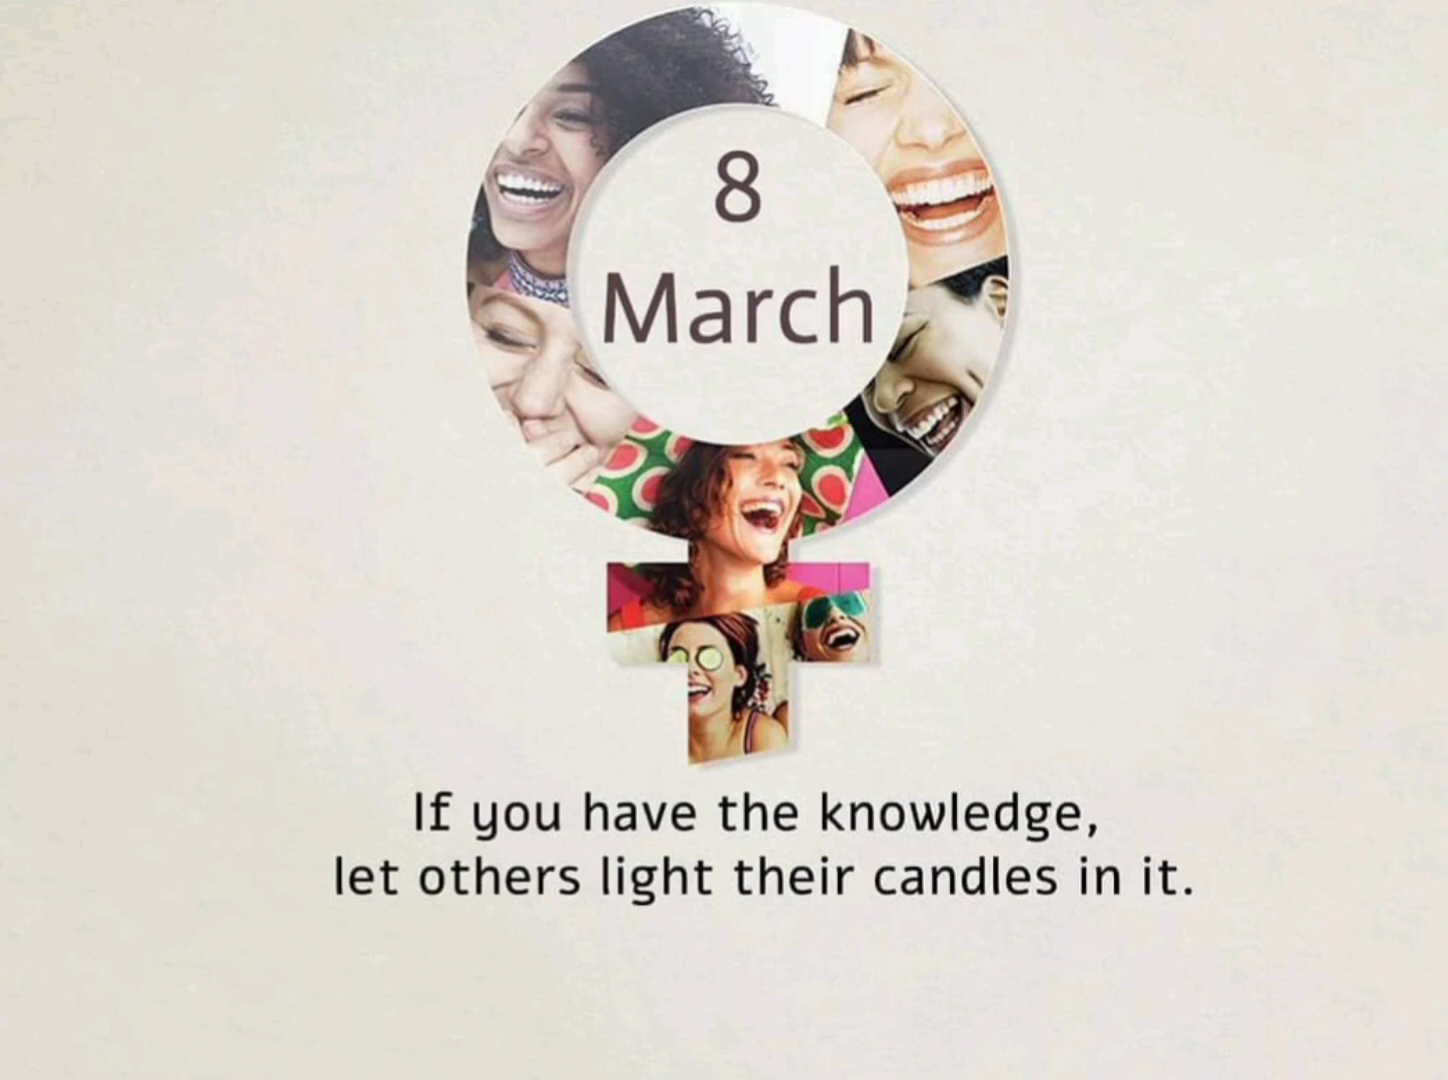 8
March
If you have the knowledge,
let others light their candles in it.